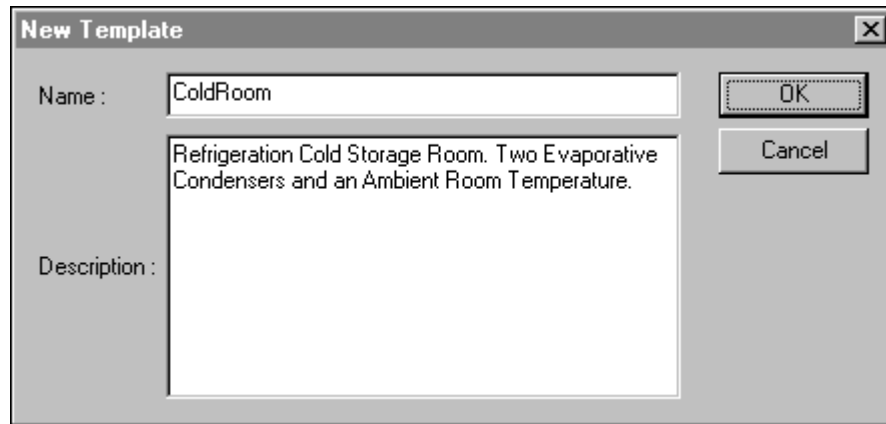 New Template
Name :
ColdRoom
OK
Refrigeration Cold Storage Room. Two Evaporative
Condensers and an Ambient Room Temperature.
Cancel
Description :